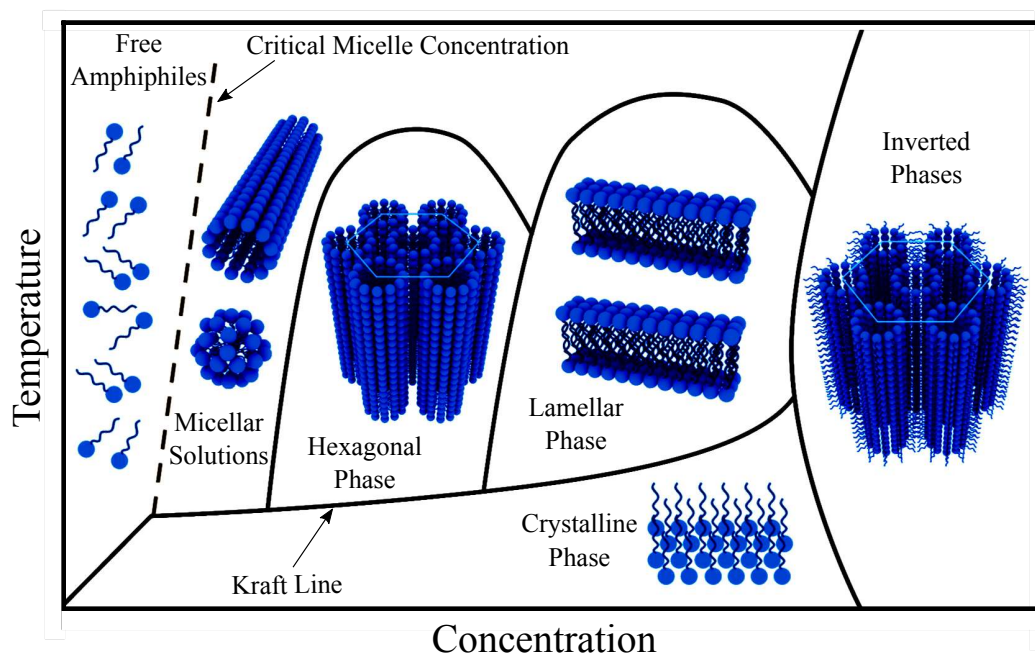 Free
Amphiphiles
Critical Micelle Concentration
Inverted
Phases
Temperature
Micellar
Solutions
Hexagonal
Phase
Lamellar
Phase
Crystalline
Phase
Kraft Line
Concentration